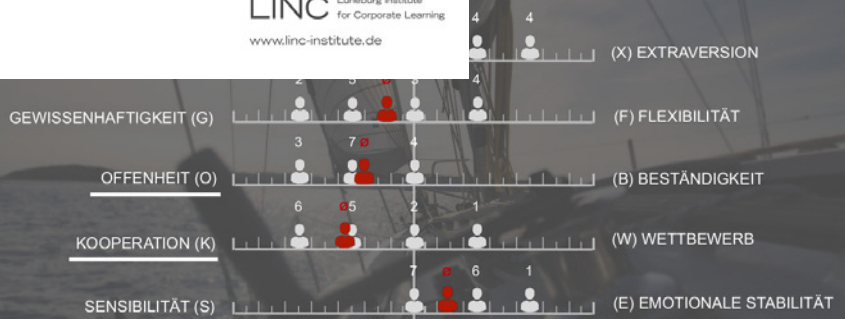 LINC Lüneburg Institute
for Corporate Learning
www.linc-institute.de
4 4
(X) EXTRAVERSION
2 5 ø 3 4
GEWISSENHAFTIGKEIT (G) (F) FLEXIBILITÄT
3 7 ø 4
OFFENHEIT (O) (B) BESTÄNDIGKEIT
6 ø5 2 1
KOOPERATION (K) (W) WETTBEWERB
7 ø 6 1
SENSIBILITÄT (S) (E) EMOTIONALE STABILITÄT